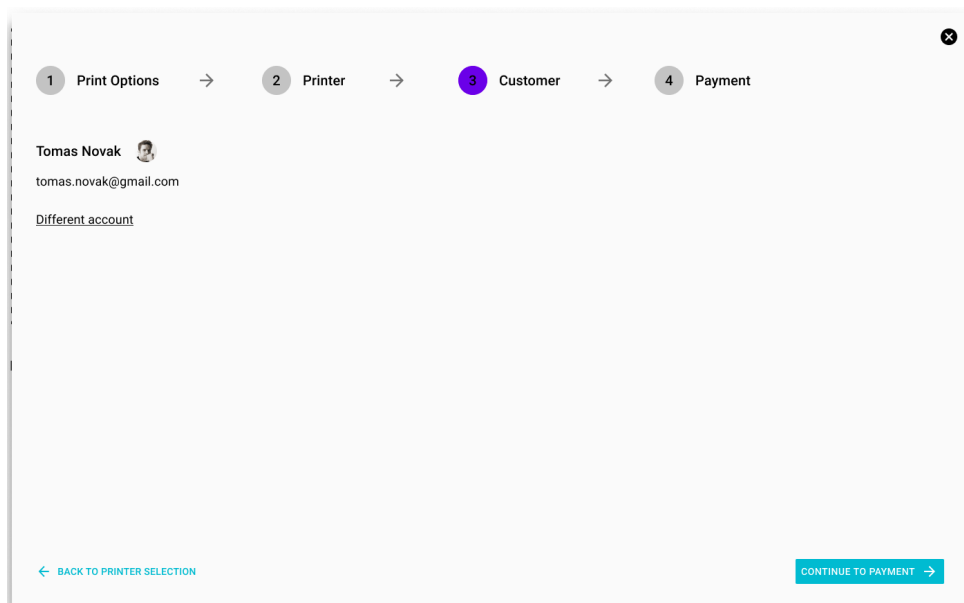 1 Print Options → 2 Printer → 3 Customer → 4 Payment
Tomas Novak
tomas.novak@gmail.com
Different account
← BACK TO PRINTER SELECTION
CONTINUE TO PAYMENT →